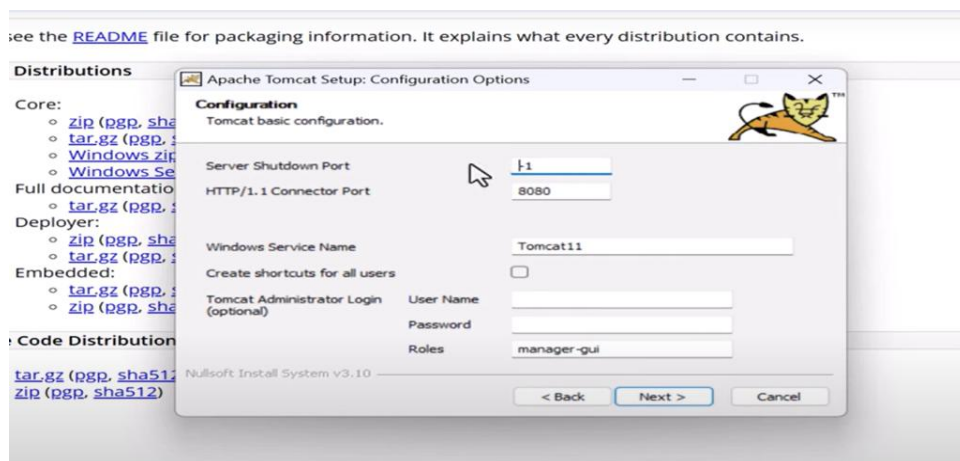 see the README file for packaging information. It explains what every distribution contains.
Distributions
Core:
zip (pgp, sha
tar.gz (pgp,
Windows zip
Windows Se
Full documentatio
tar.gz (pgp,
Deployer:
zip (pgp, sha
tar.gz (pgp,
Embedded:
tar.gz (pgp,
zip (pgp, sha
Code Distribution
tar.gz (pgp, sha512
zip (pgp, sha512)
Apache Tomcat Setup: Configuration Options
Configuration
Tomcat basic configuration.
TM
Server Shutdown Port -1
HTTP/1.1 Connector Port 8080
Windows Service Name Tomcat11
Create shortcuts for all users
Tomcat Administrator Login (optional) User Name
Password
Roles manager-gui
Nullsoft Install System v3.10
< Back Next > Cancel